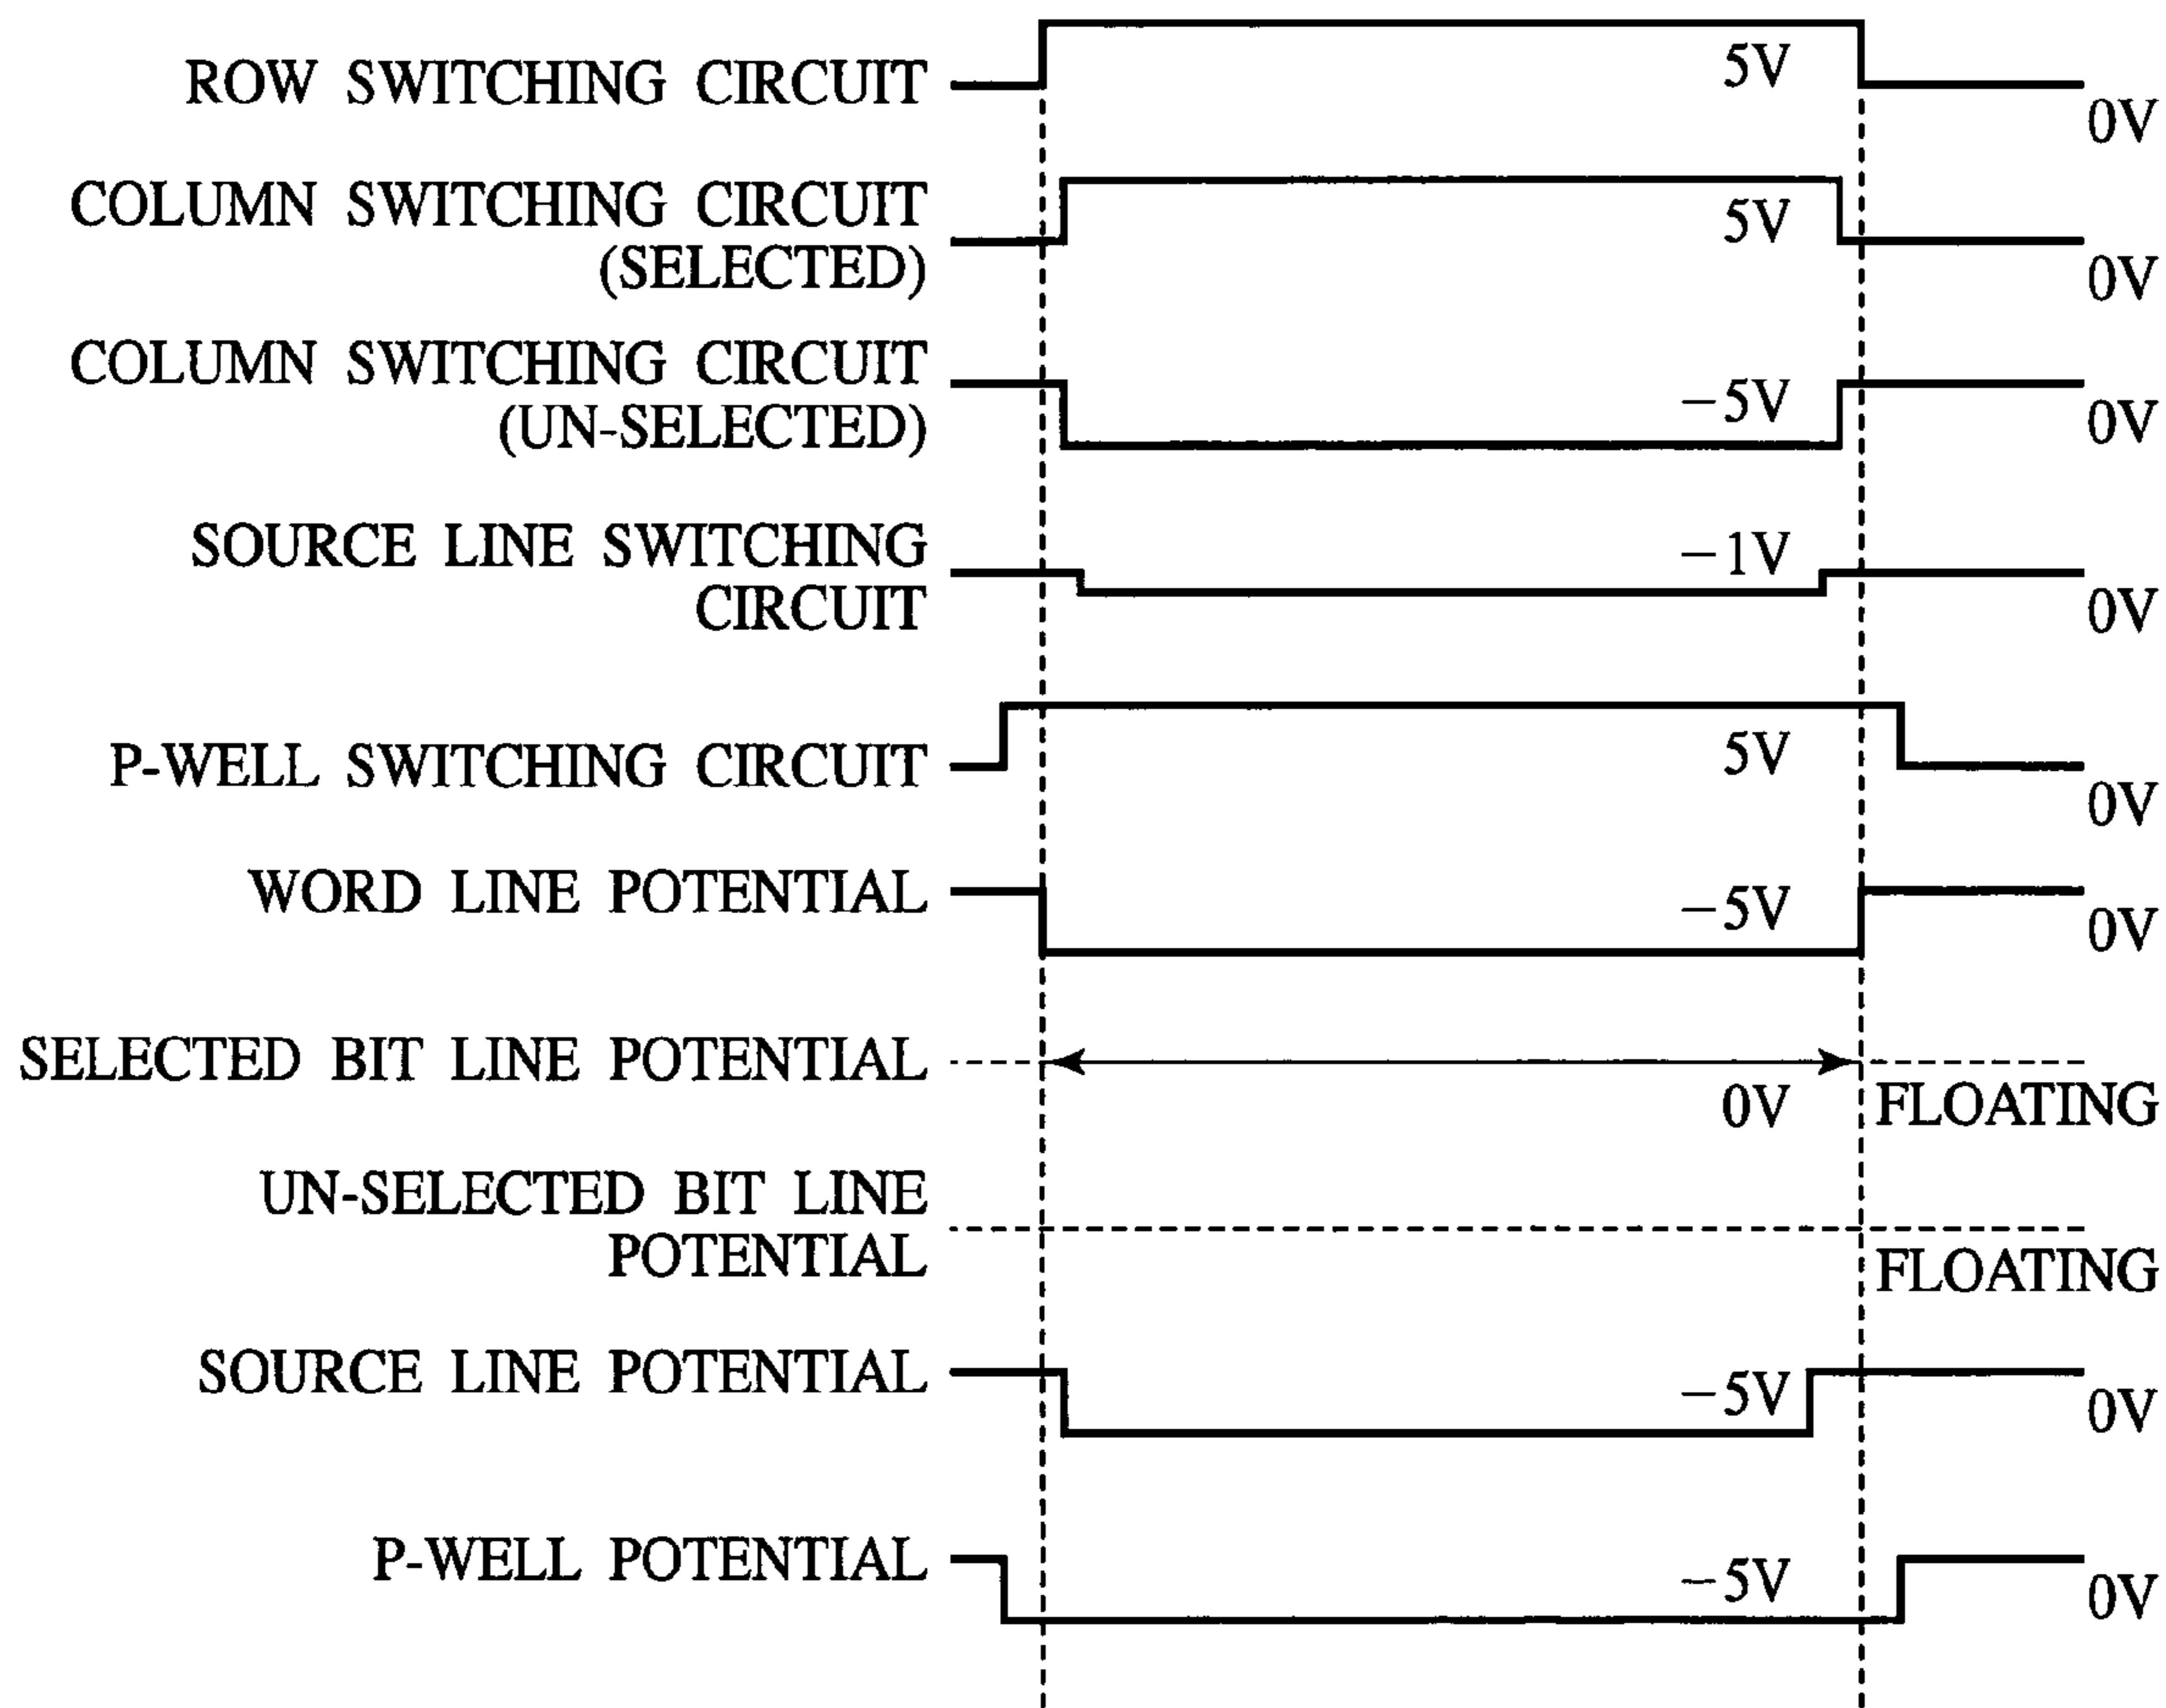 ROW SWITCHING CIRCUIT
5V
0V
COLUMN SWITCHING CIRCUIT
(SELECTED)
5V
0V
COLUMN SWITCHING CIRCUIT
(UN-SELECTED)
−5V
0V
SOURCE LINE SWITCHING
CIRCUIT
−1V
0V
P-WELL SWITCHING CIRCUIT
5V
0V
WORD LINE POTENTIAL
−5V
0V
SELECTED BIT LINE POTENTIAL
0V
FLOATING
UN-SELECTED BIT LINE
POTENTIAL
FLOATING
SOURCE LINE POTENTIAL
−5V
0V
P-WELL POTENTIAL
−5V
0V